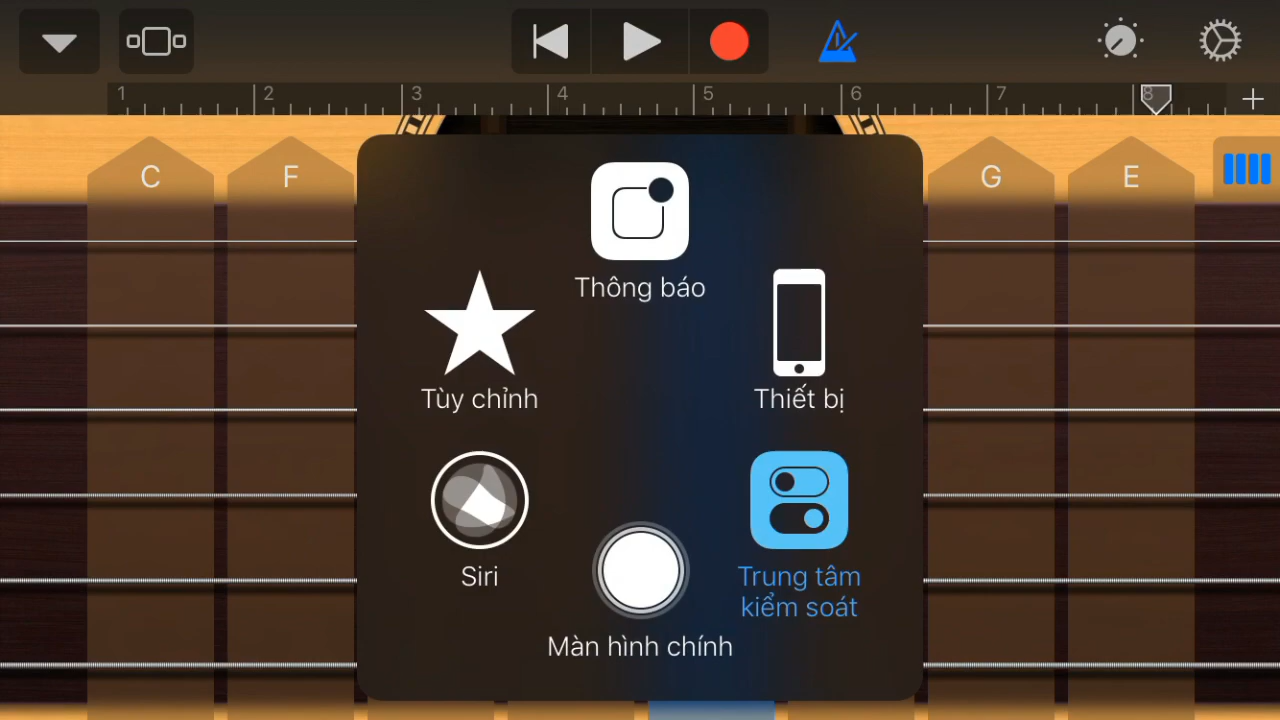 1 2 3 4 5 6 7 8
C F G E
Thông báo
Tùy chỉnh Thiết bị
Siri Trung tâm
kiểm soát
Màn hình chính